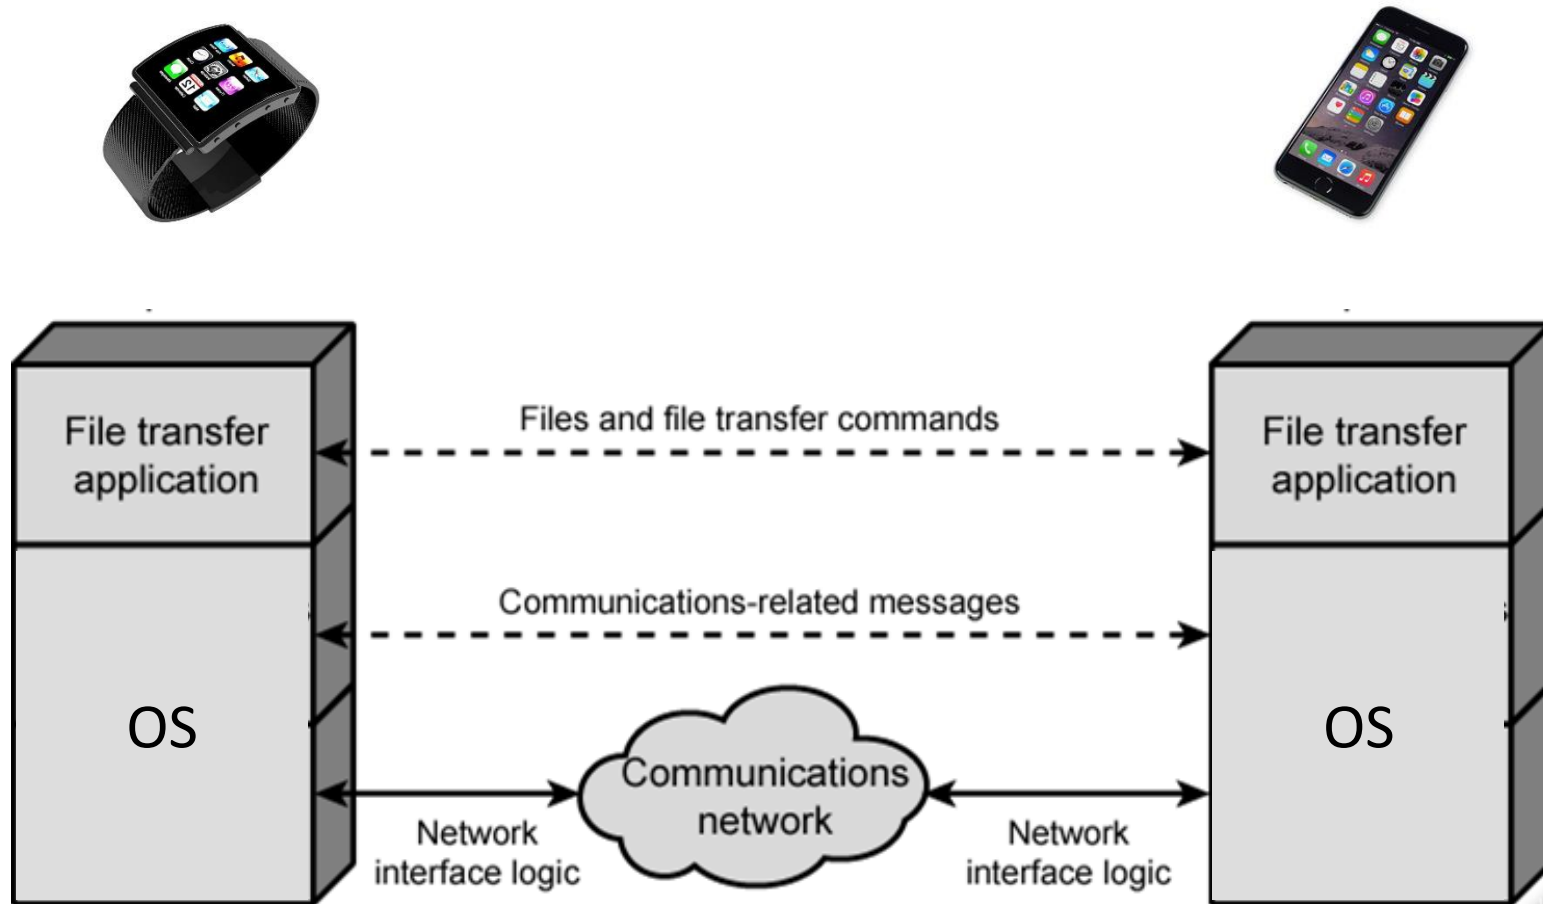 File transfer
application
Files and file transfer commands
File transfer
application
Communications-related messages
OS
OS
Communications
network
Network
interface logic
Network
interface logic